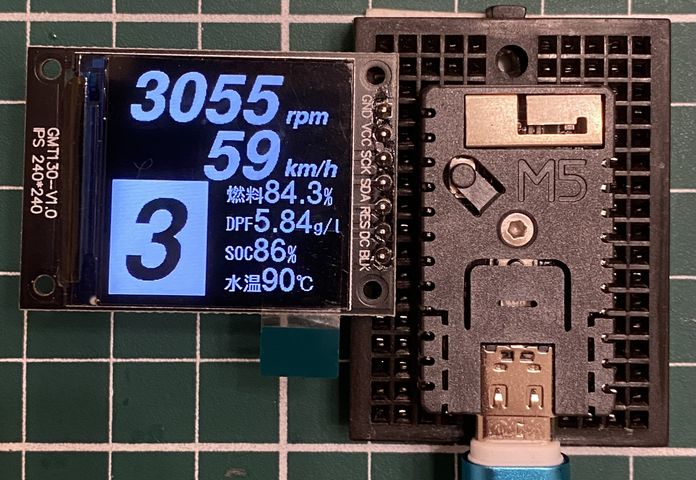 3055 rpm
59 km/h
3
燃料84.3%
DPF5.84g/l
SOC86%
水温90℃
GMT130-V1.0
IPS 240*240
GND VCC SCK SDA RES DC BLK
M5